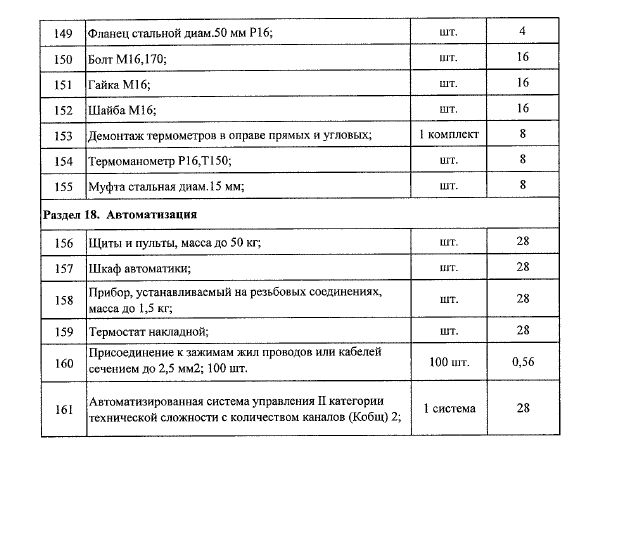 149 Фланец стальной диам.50 мм Р16; шт. 4
150 Болт М16,170; шт. 16
151 Гайка М16; шт. 16
152 Шайба М16; шт. 16
153 Демонтаж термометров в оправе прямых и угловых; 1 комплект 8
154 Термоманометр Р16,Т150; шт. 8
155 Муфта стальная диам.15 мм; шт. 8
Раздел 18. Автоматизация
156 Щиты и пульты, масса до 50 кг; шт. 28
157 Шкаф автоматики; шт. 28
158 Прибор, устанавливаемый на резьбовых соединениях,
масса до 1,5 кг; шт. 28
159 Термостат накладной; шт. 28
160 Присоединение к зажимам жил проводов или кабелей
сечением до 2,5 мм2; 100 шт. 100 шт. 0,56
161 Автоматизированная система управления II категории
технической сложности с количеством каналов (Кобщ) 2; 1 система 28